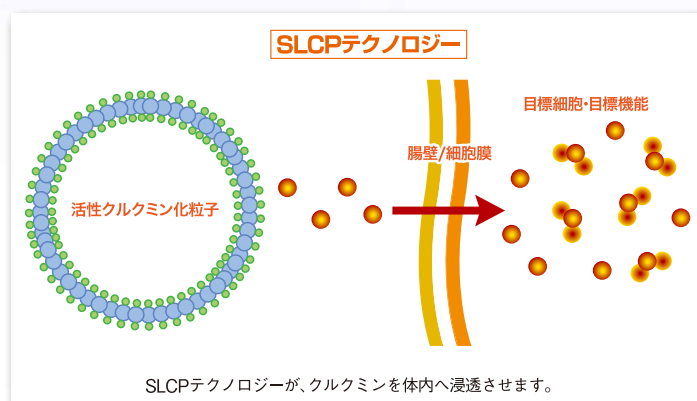 SLCPテクノロジー
目標細胞・目標機能
腸壁/細胞膜
活性クルクミン化粒子
SLCPテクノロジーが、クルクミンを体内へ浸透させます。